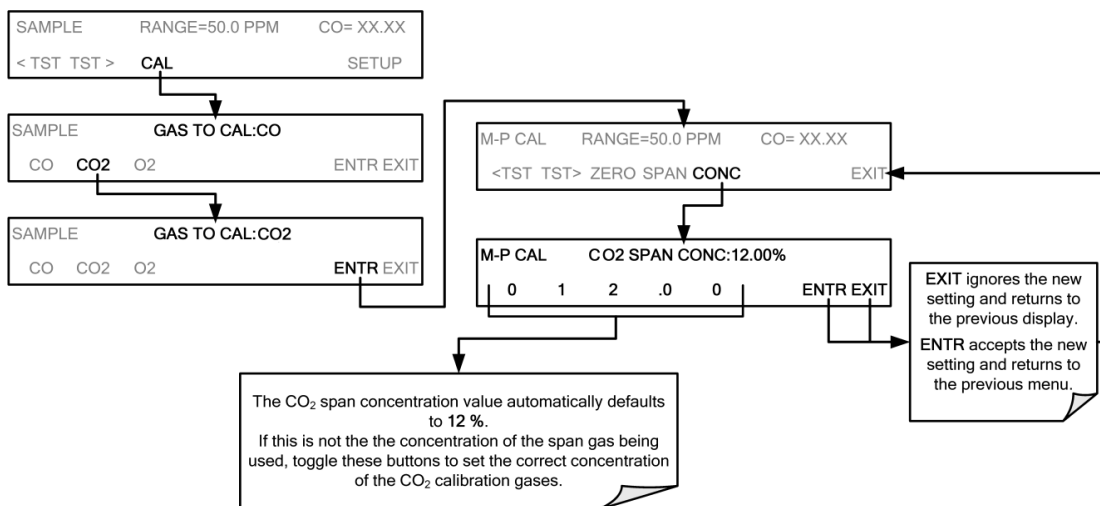 SAMPLE RANGE=50.0 PPM CO= XX.XX
< TST TST > CAL SETUP
SAMPLE GAS TO CAL:CO
CO CO2 O2 ENTR EXIT
SAMPLE GAS TO CAL:CO2
CO CO2 O2 ENTR EXIT
M-P CAL RANGE=50.0 PPM CO= XX.XX
<TST TST> ZERO SPAN CONC EXIT
M-P CAL CO2 SPAN CONC:12.00%
0 1 2 .0 0 ENTR EXIT
EXIT ignores the new
setting and returns to
the previous display.
ENTR accepts the new
setting and returns to
the previous menu.
The CO₂ span concentration value automatically defaults
to 12 %.
If this is not the the concentration of the span gas being
used, toggle these buttons to set the correct concentration
of the CO₂ calibration gases.